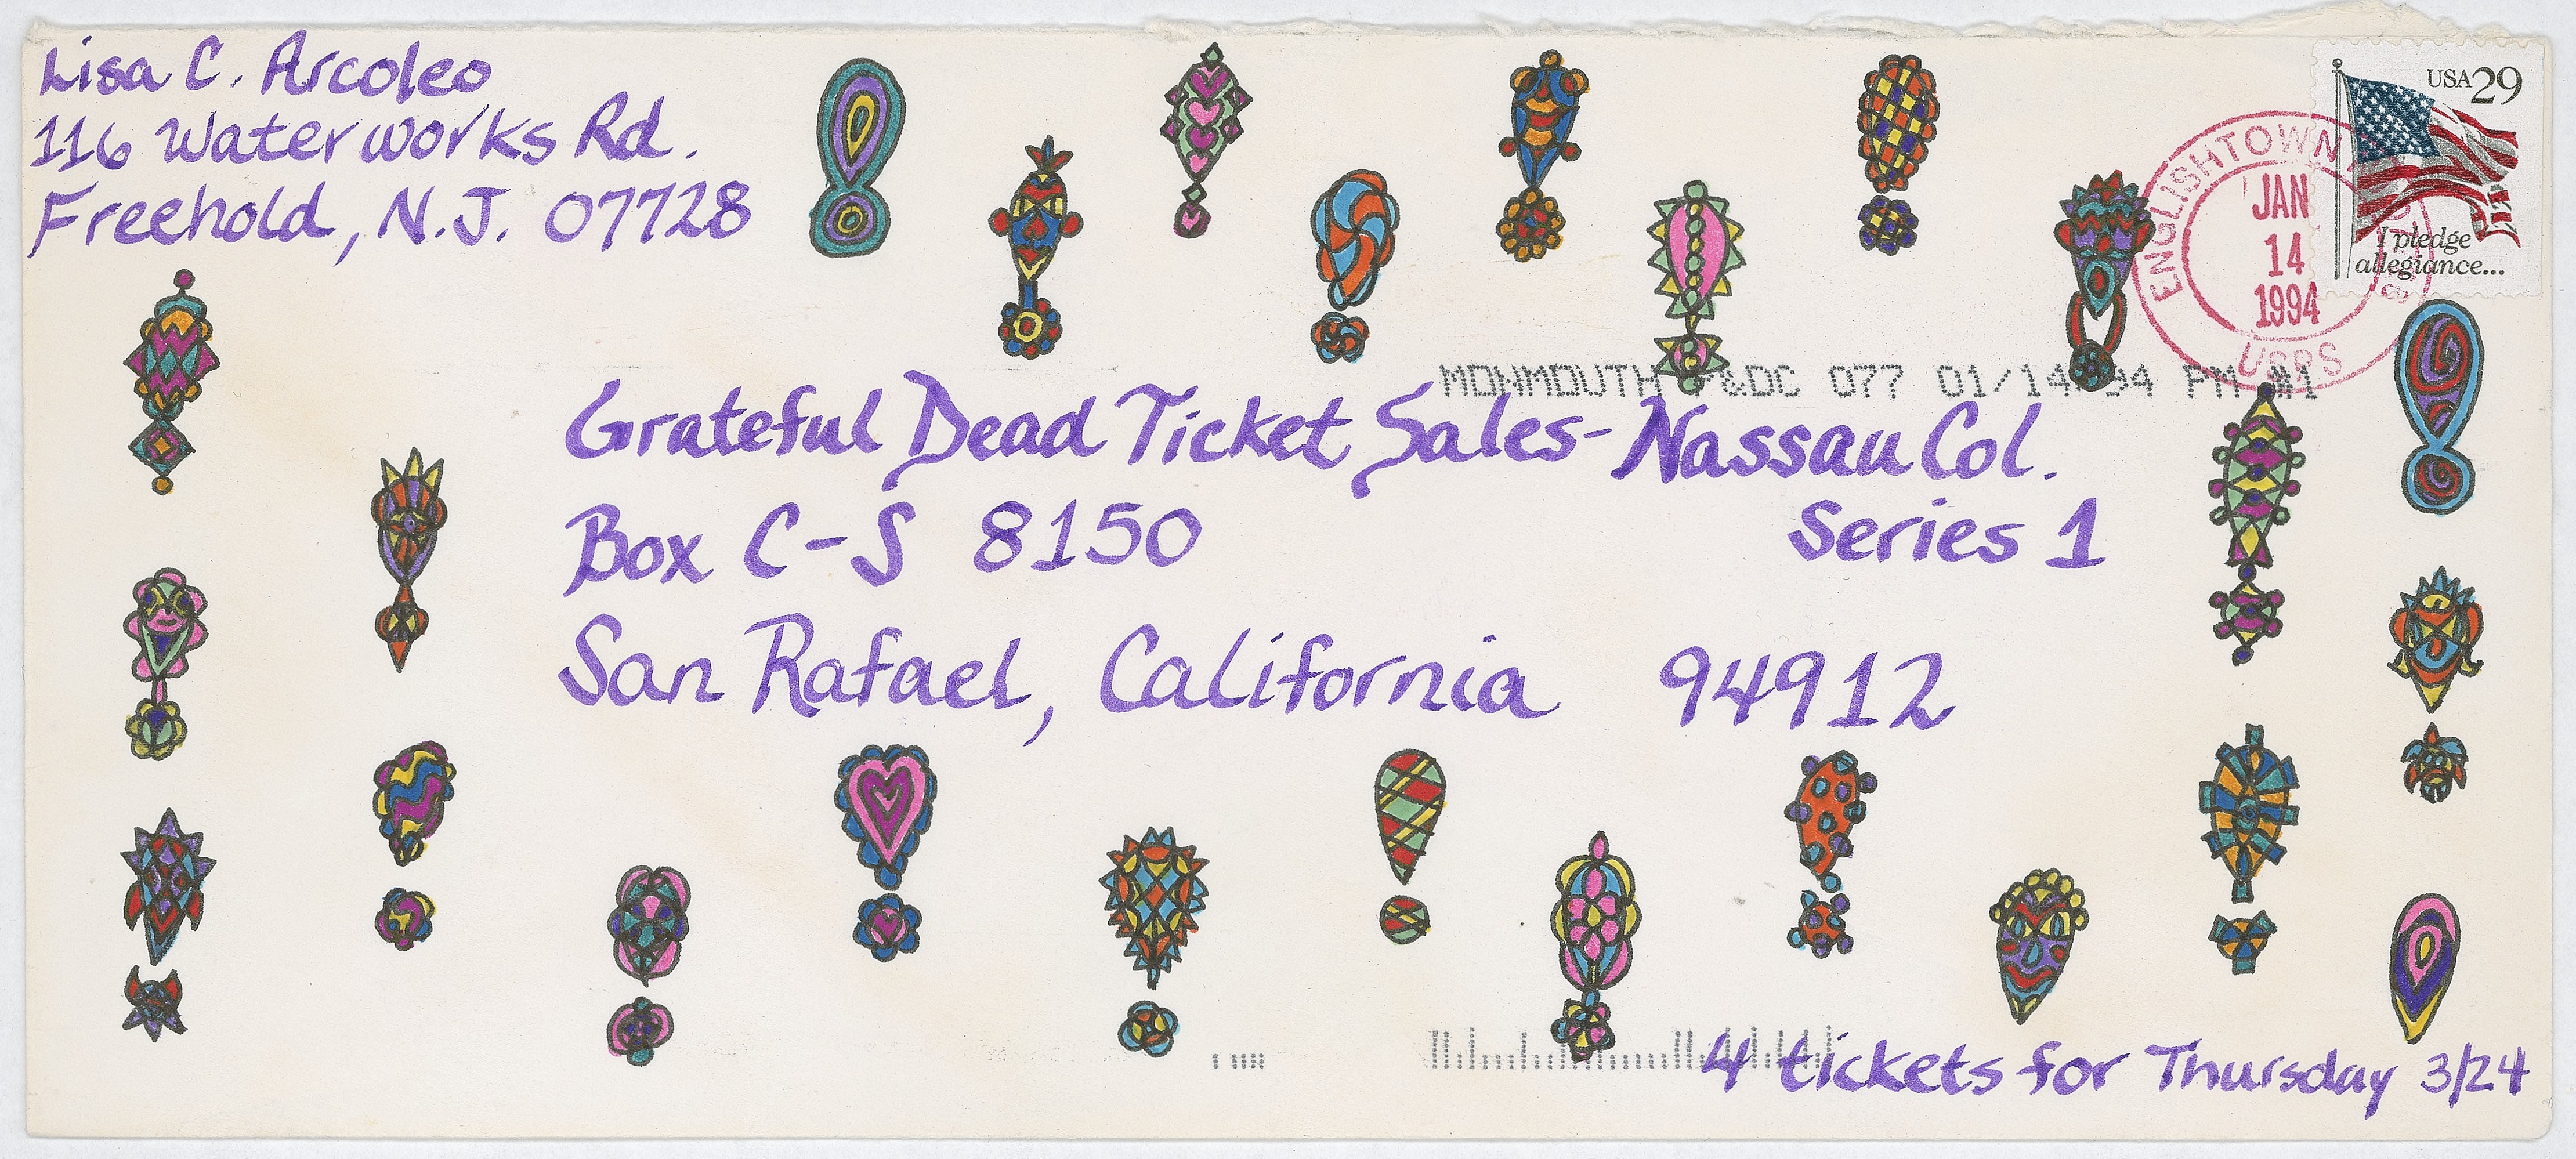 Lisa C. Arcoleo
116 Waterworks Rd.
Freehold, N.J. 07728
USA 29
I pledge
allegiance...
ENGLISHTOWN
JAN
14
1994
USPS
MONMOUTH P&DC 077 01/14/94 PM #1
Grateful Dead Ticket Sales-Nassau Col.
Series 1
Box C-S 8150
San Rafael, California 94912
4 tickets for Thursday 3/24